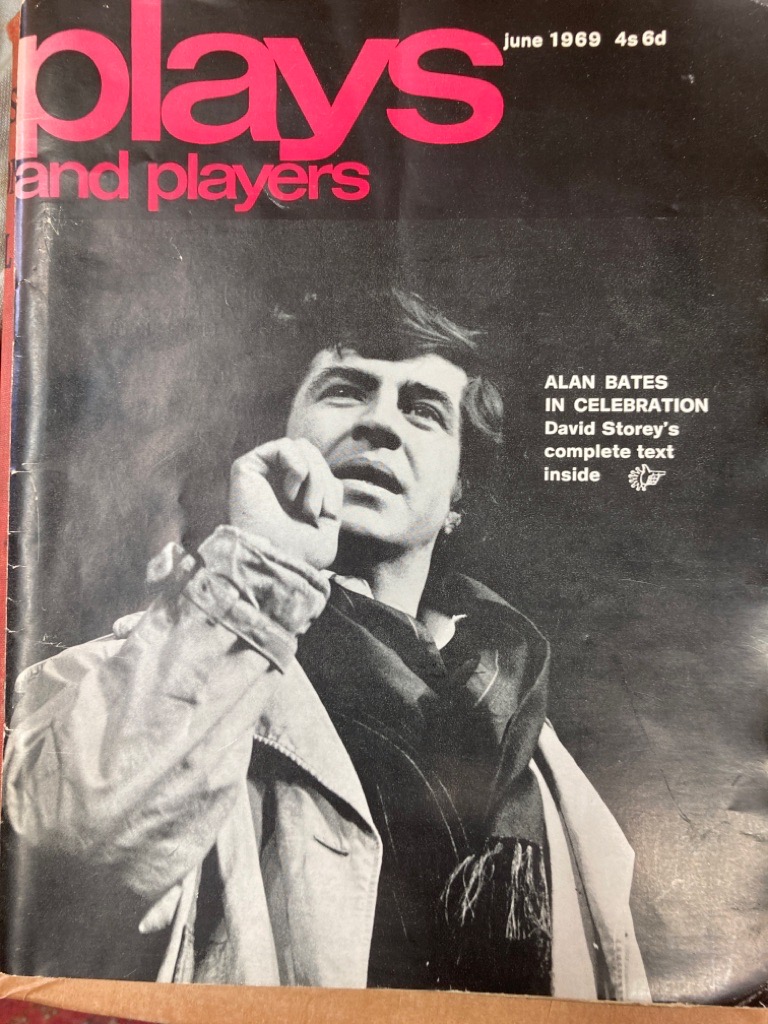 plays
june 1969 4s 6d
and players
ALAN BATES
IN CELEBRATION
David Storey's
complete text
inside